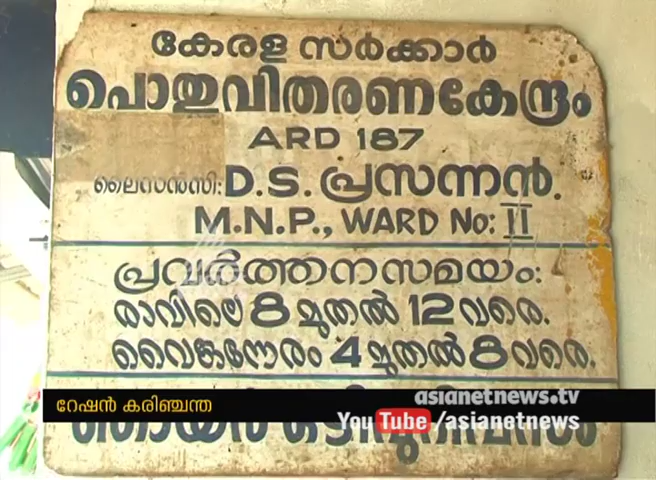 കേരള സർക്കാർ
പൊതുവിതരണകേന്ദ്രം
ARD 187
ലൈസൻസി: D.S. പ്രസന്നൻ.
M.N.P., WARD No: II
പ്രവർത്തനസമയം:
രാവിലെ 8 മുതൽ 12 വരെ.
വൈകുന്നേരം 4 മുതൽ 8 വരെ.
റേഷൻ കരിഞ്ചന്ത
asianetnews.tv
YouTube /asianetnews
ഞായർ